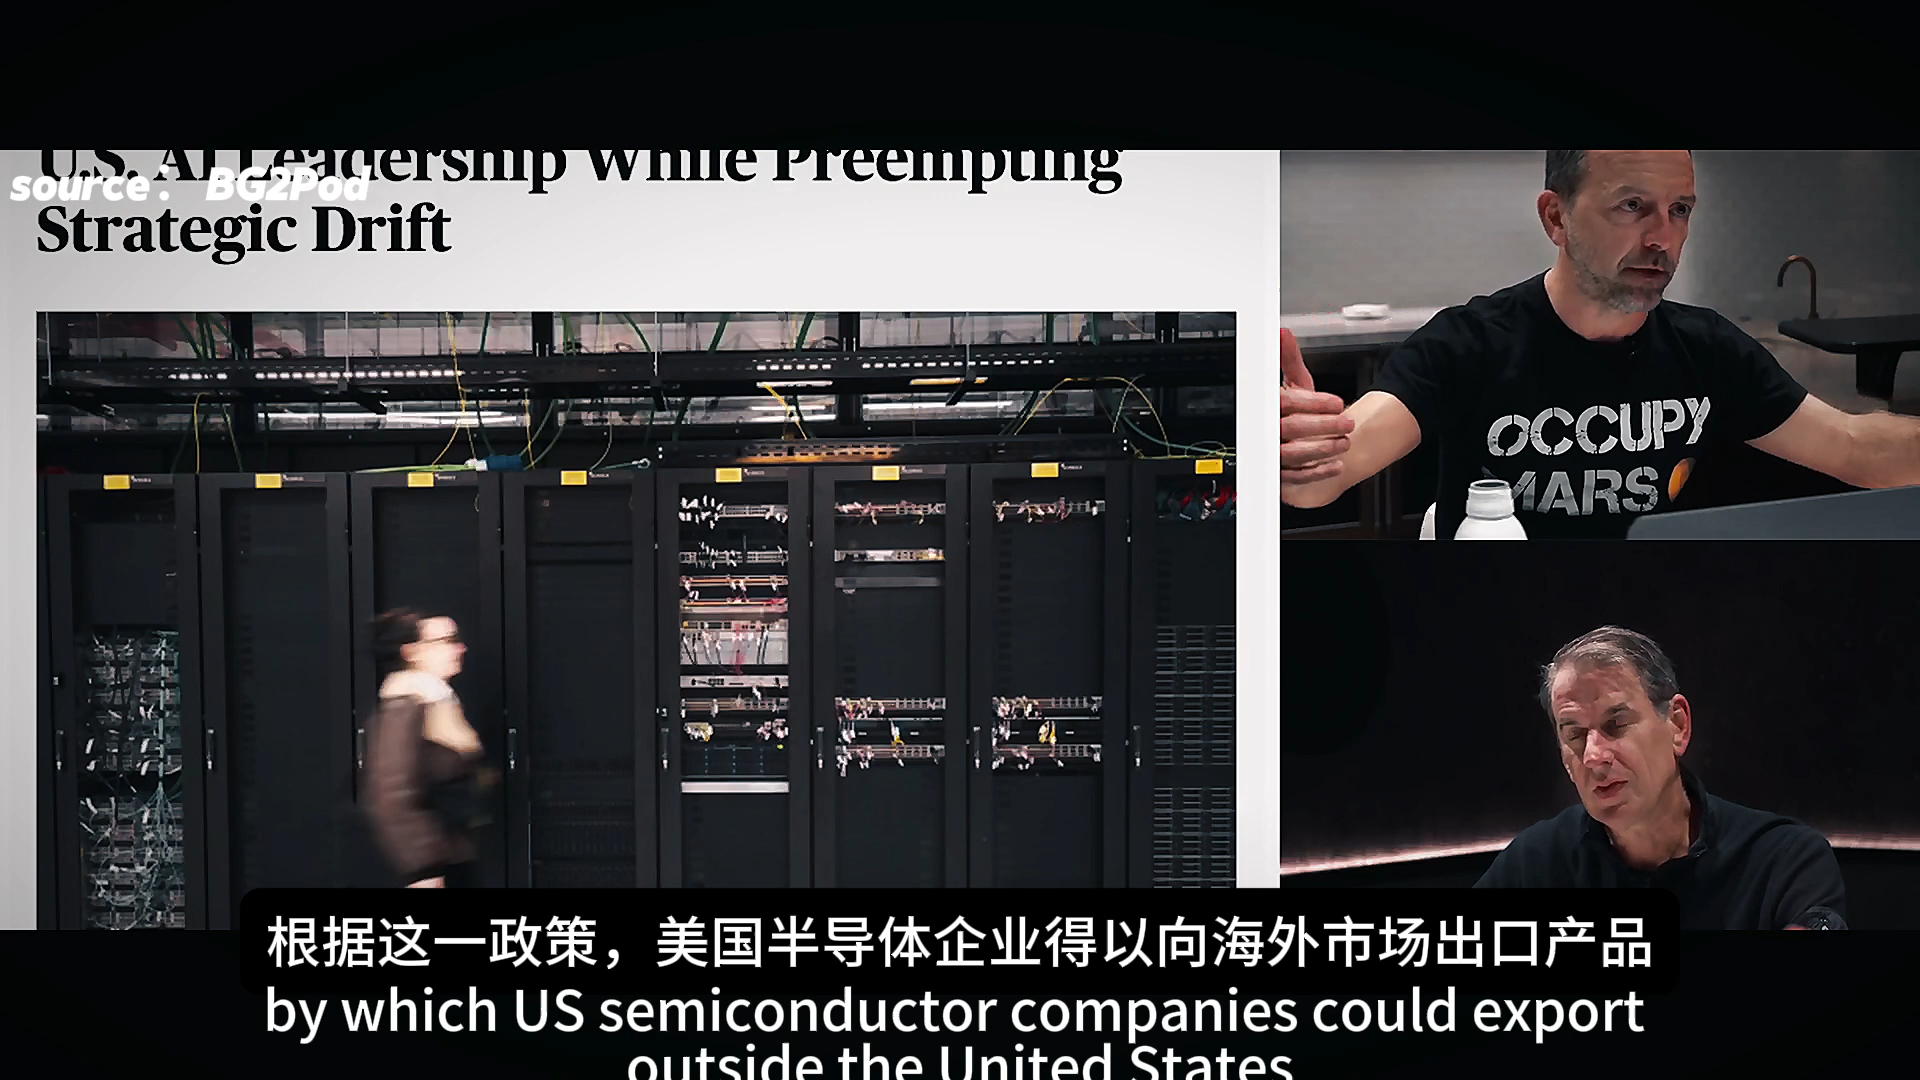 U.S. AI Leadership While Preempting
source： BG2Pod
Strategic Drift
OCCUPY
MARS
根据这一政策，美国半导体企业得以向海外市场出口产品
by which US semiconductor companies could export
outside the United States